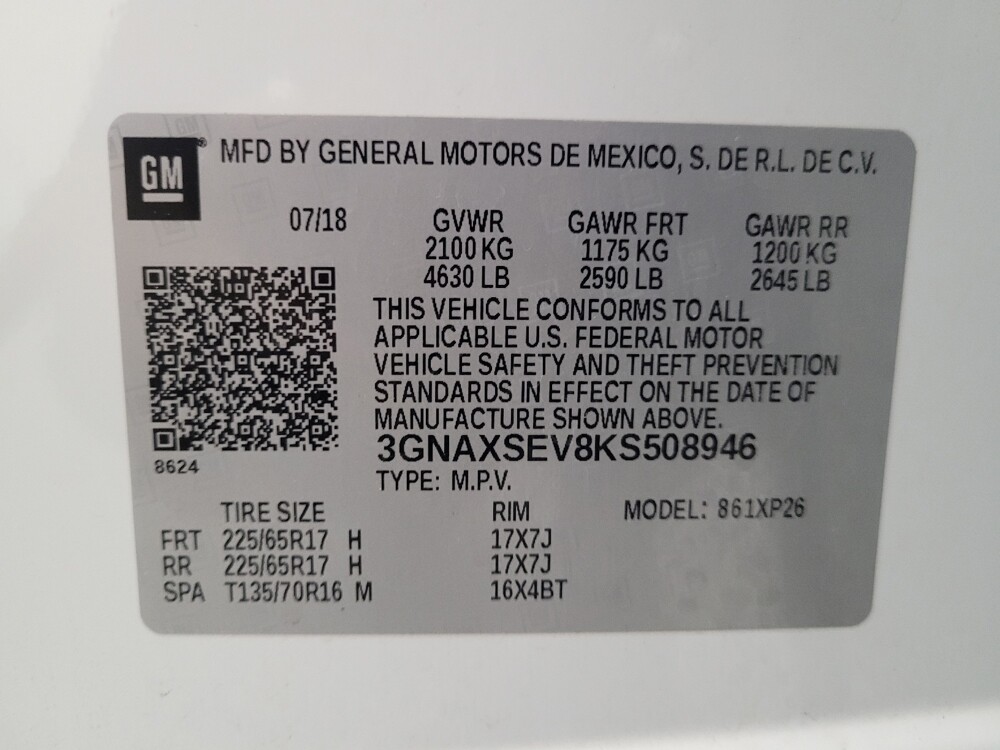 GM® MFD BY GENERAL MOTORS DE MEXICO, S. DE R.L. DE C.V.
07/18 GVWR GAWR FRT GAWR RR
2100 KG 1175 KG 1200 KG
4630 LB 2590 LB 2645 LB
THIS VEHICLE CONFORMS TO ALL
APPLICABLE U.S. FEDERAL MOTOR
VEHICLE SAFETY AND THEFT PREVENTION
STANDARDS IN EFFECT ON THE DATE OF
MANUFACTURE SHOWN ABOVE.
3GNAXSEV8KS508946
8624
TYPE: M.P.V.
TIRE SIZE RIM MODEL: 861XP26
FRT 225/65R17 H 17X7J
RR 225/65R17 H 17X7J
SPA T135/70R16 M 16X4BT